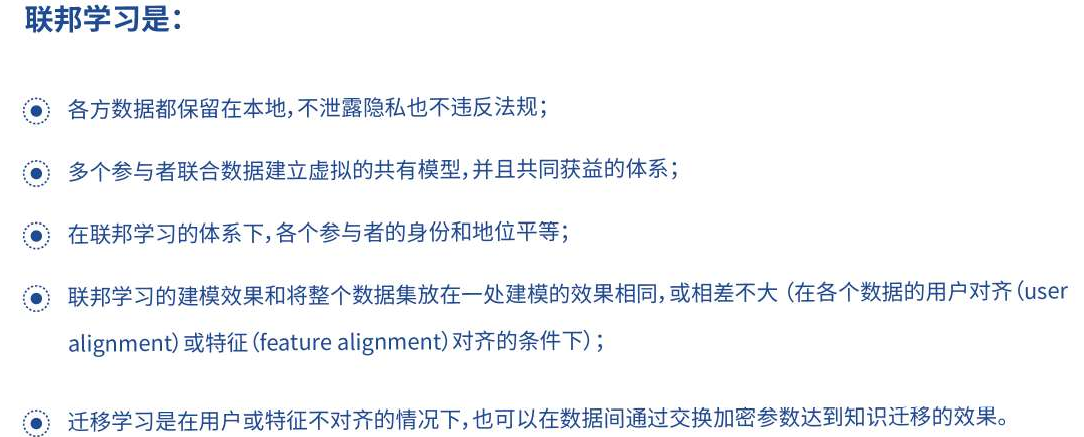 联邦学习是：
各方数据都保留在本地，不泄露隐私也不违反法规；
多个参与者联合数据建立虚拟的共有模型，并且共同获益的体系；
在联邦学习的体系下，各个参与者的身份和地位平等；
联邦学习的建模效果和将整个数据集放在一处建模的效果相同，或相差不大（在各个数据的用户对齐（user
alignment）或特征（feature alignment）对齐的条件下）；
迁移学习是在用户或特征不对齐的情况下，也可以在数据间通过交换加密参数达到知识迁移的效果。